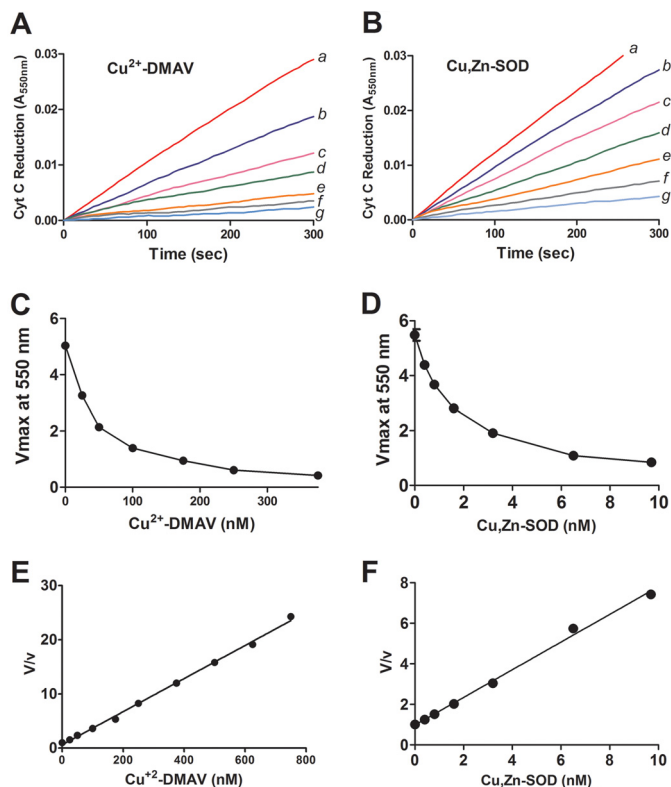 A
Cu²⁺-DMAV
Cyt C Reduction (A₅₅₀nm)
0.03
0.02
0.01
0.00
0
100
200
300
Time (sec)
a
b
c
d
e
f
g
B
Cu,Zn-SOD
Cyt C Reduction (A₅₅₀nm)
0.03
0.02
0.01
0.00
0
100
200
300
Time (sec)
a
b
c
d
e
f
g
C
Vmax at 550 nm
6
4
2
0
0
100
200
300
Cu²⁺-DMAV (nM)
D
Vmax at 550 nm
6
4
2
0
0
2
4
6
8
10
Cu,Zn-SOD (nM)
E
V/v
30
20
10
0
0
200
400
600
800
Cu⁺²-DMAV (nM)
F
V/v
8
6
4
2
0
0
2
4
6
8
10
Cu,Zn-SOD (nM)